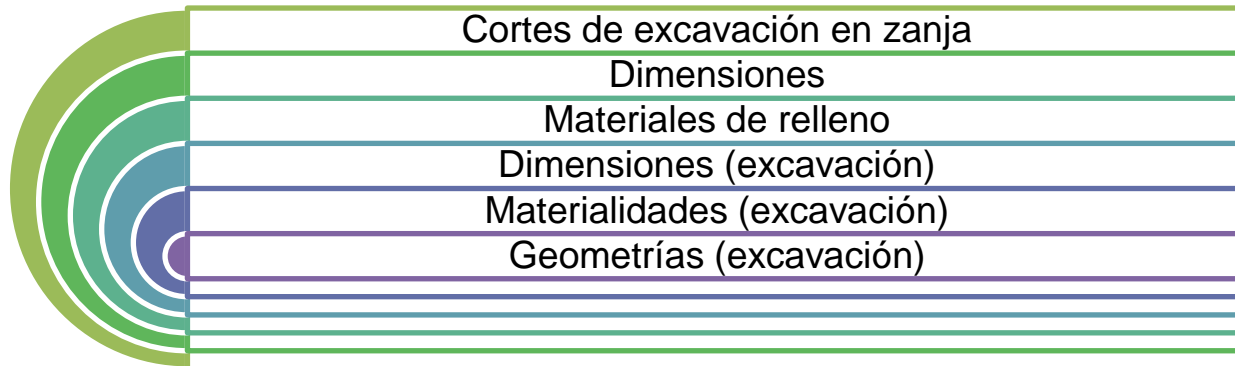 Cortes de excavación en zanja
Dimensiones
Materiales de relleno
Dimensiones (excavación)
Materialidades (excavación)
Geometrías (excavación)